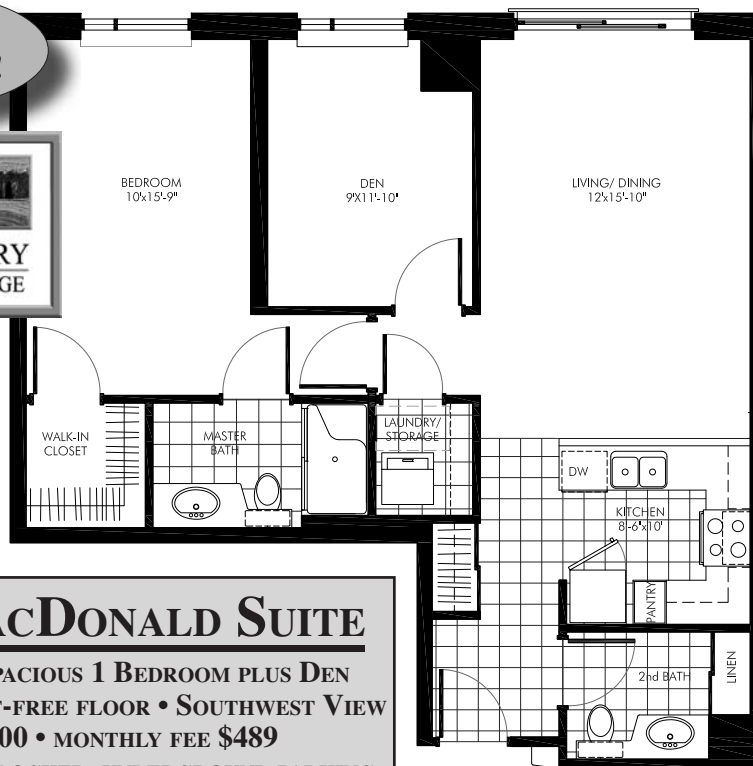 BEDROOM
10'x15'-9"
DEN
9'X11'-10"
LIVING/ DINING
12'x15'-10"
WALK-IN
CLOSET
MASTER
BATH
LAUNDRY/
STORAGE
DW
KITCHEN
8'-6"x10'
PANTRY
2nd BATH
LINEN
ACDONALD SUITE
PACIOUS 1 BEDROOM PLUS DEN
-FREE FLOOR • SOUTHWEST VIEW
00 • MONTHLY FEE $489